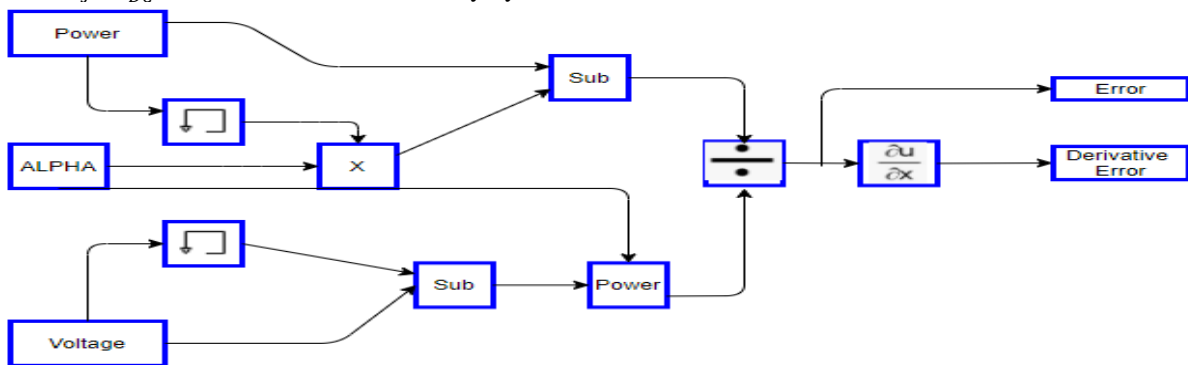 Power
Sub
Error
ALPHA
X
∂u
∂x
Derivative
Error
Sub
Power
Voltage